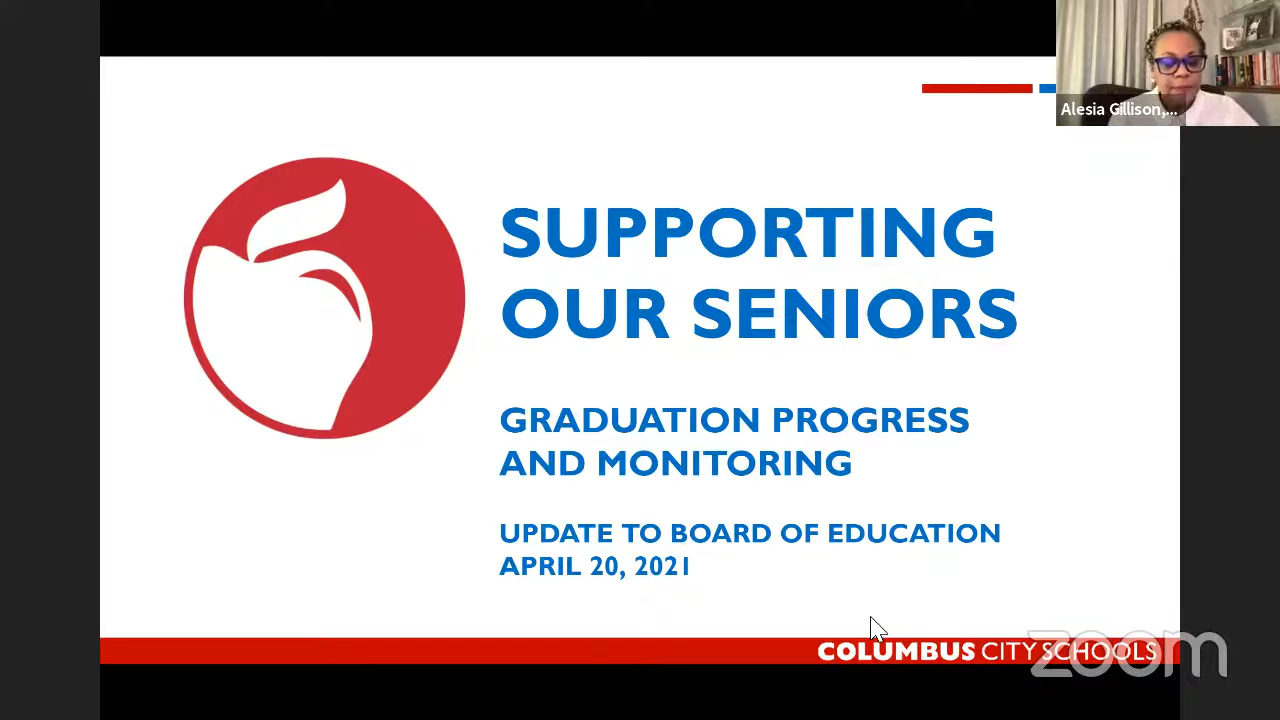 Alesia Gillison,...
SUPPORTING
OUR SENIORS
GRADUATION PROGRESS
AND MONITORING
UPDATE TO BOARD OF EDUCATION
APRIL 20, 2021
COLUMBUS CITY SCHOOLS
zoom